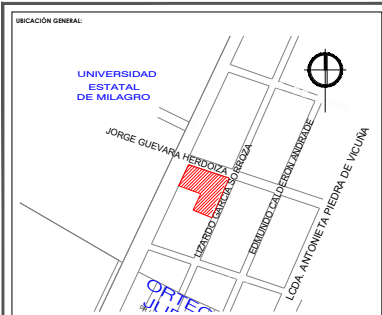 UBICACIÓN GENERAL:
UNIVERSIDAD
ESTATAL
DE MILAGRO
JORGE GUEVARA HERDOIZA
LIZARDO GARCIA SORROZA
EDMUNDO CALDERON ANDRADE
LCDA. ANTONIETA PIEDRA DE VICUÑA